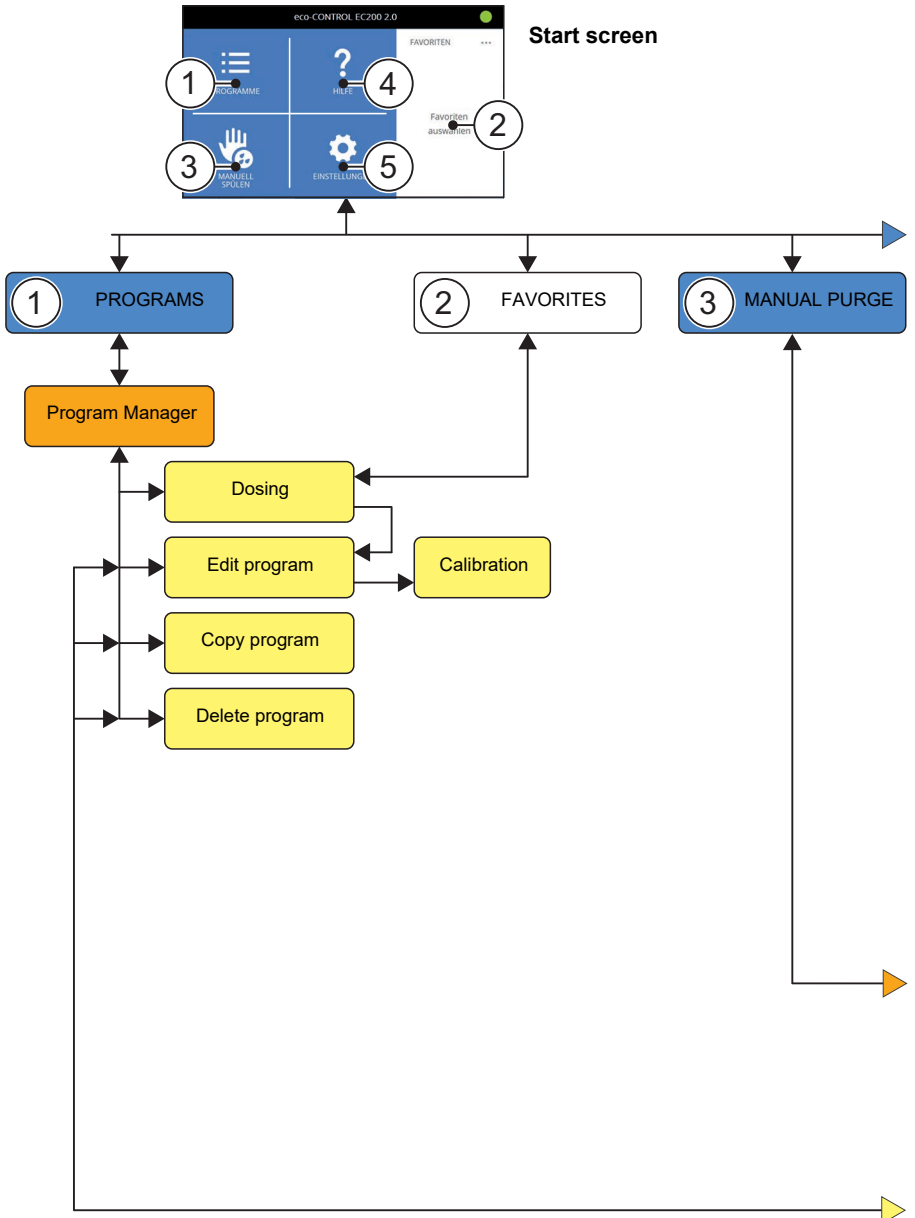 eco-CONTROL EC200 2.0
Start screen
FAVORITEN ...
1
4
PROGRAMME
HILFE
Favoriten
auswählen
2
3
5
MANUELL
SPÜLEN
EINSTELLUNGEN
1 PROGRAMS
2 FAVORITES
3 MANUAL PURGE
Program Manager
Dosing
Edit program
Calibration
Copy program
Delete program